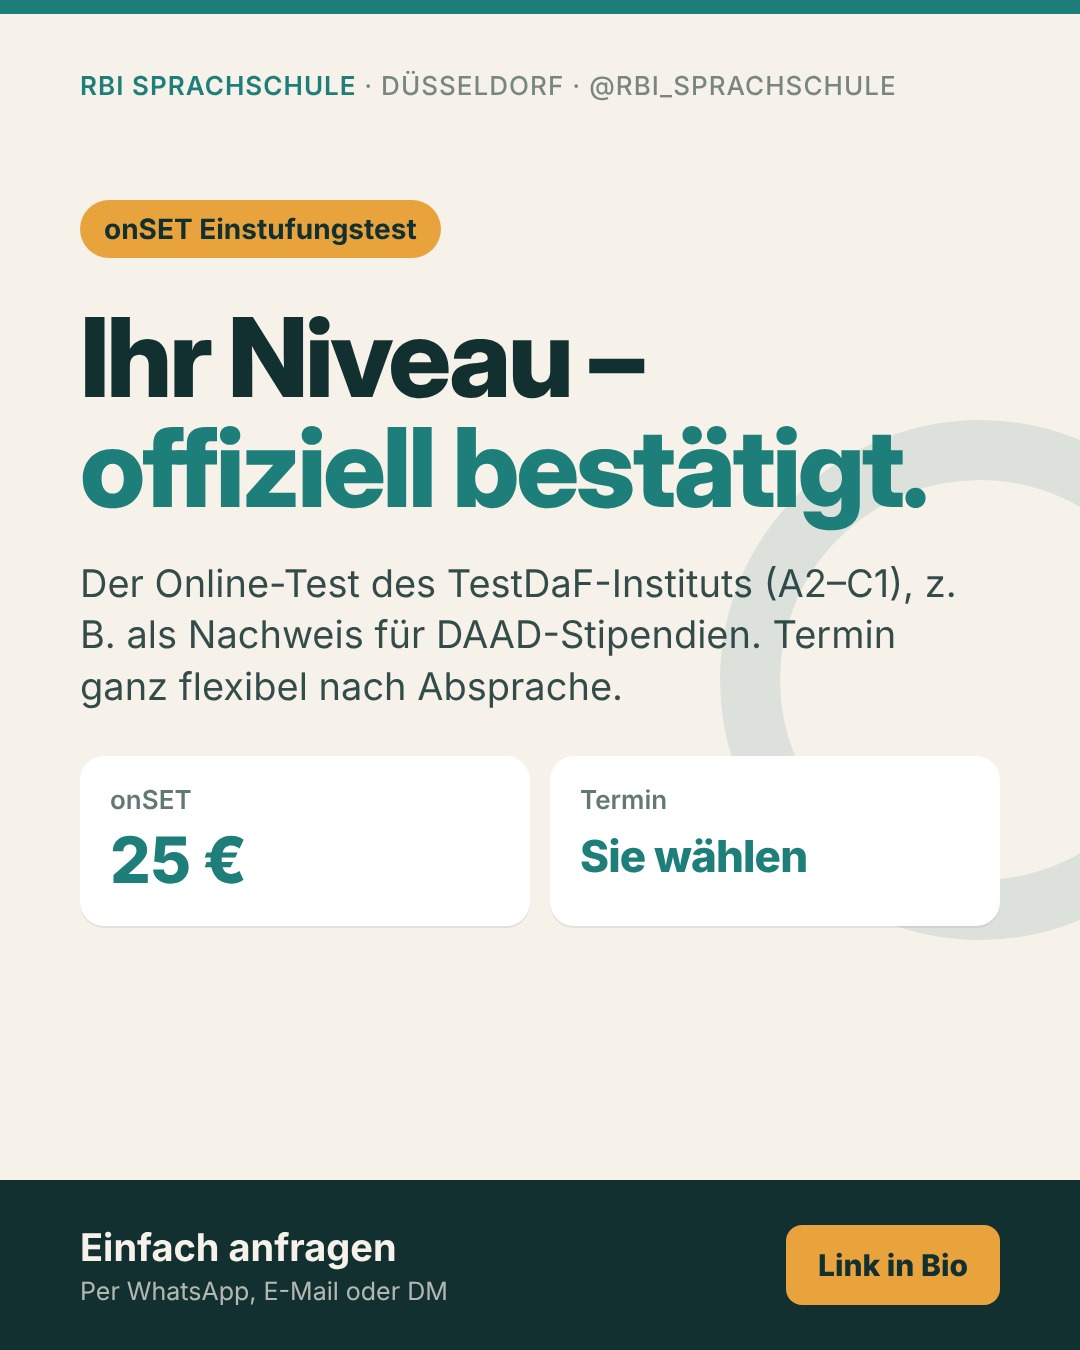 RBI SPRACHSCHULE · DÜSSELDORF · @RBI_SPRACHSCHULE
onSET Einstufungstest
Ihr Niveau –
offiziell bestätigt.
Der Online-Test des TestDaF-Instituts (A2–C1), z.
B. als Nachweis für DAAD-Stipendien. Termin
ganz flexibel nach Absprache.
onSET
25 €
Termin
Sie wählen
Einfach anfragen
Per WhatsApp, E-Mail oder DM
Link in Bio